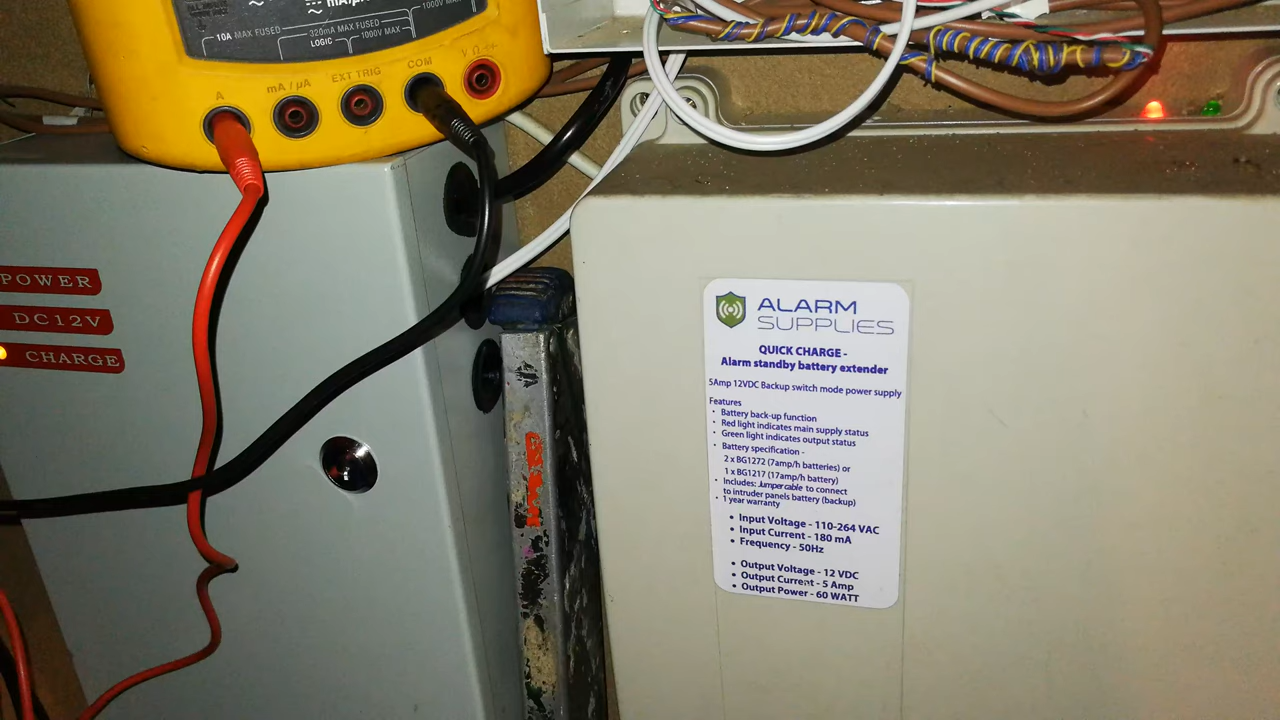 1000V MAX
10A MAX FUSED
320mA MAX FUSED
LOGIC
1000V MAX
A
mA / µA
EXT TRIG
COM
V Ω
POWER
DC12V
CHARGE
ALARM
SUPPLIES
QUICK CHARGE -
Alarm standby battery extender
5Amp 12VDC Backup switch mode power supply
Features
• Battery back-up function
• Red light indicates main supply status
• Green light indicates output status
• Battery specification -
2 x BG1272 (7amp/h batteries) or
1 x BG1217 (17amp/h battery)
• Includes: Jumper cable to connect
to intruder panels battery (backup)
• 1 year warranty
• Input Voltage - 110-264 VAC
• Input Current - 180 mA
• Frequency - 50Hz
• Output Voltage - 12 VDC
• Output Current - 5 Amp
• Output Power - 60 WATT